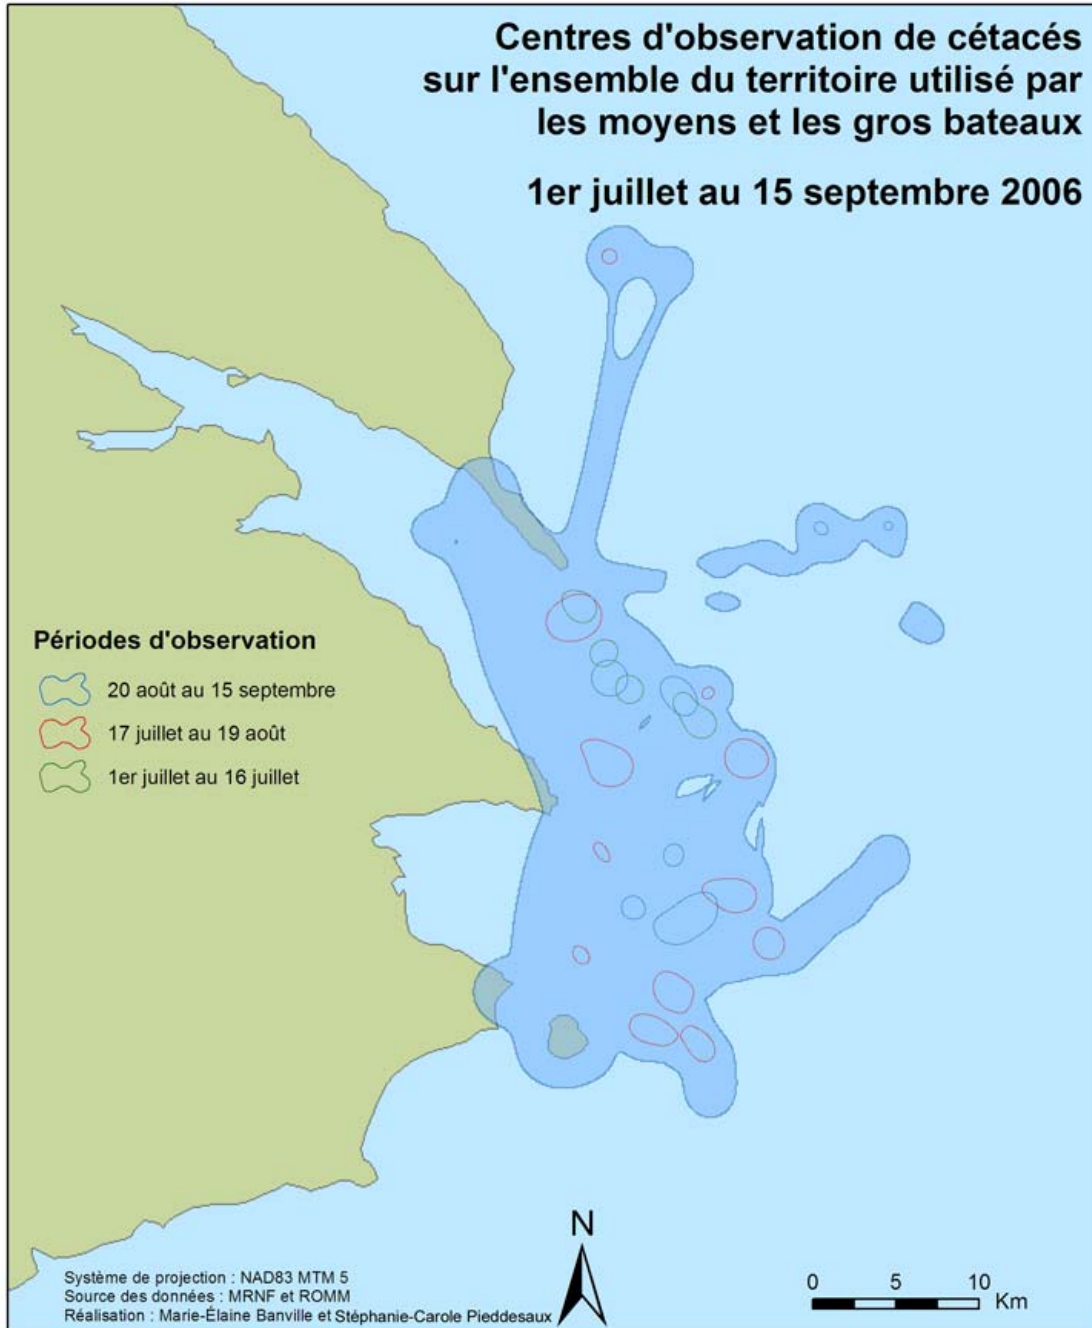 Centres d'observation de cétacés
sur l'ensemble du territoire utilisé par
les moyens et les gros bateaux
1er juillet au 15 septembre 2006
Périodes d'observation
20 août au 15 septembre
17 juillet au 19 août
1er juillet au 16 juillet
Système de projection : NAD83 MTM 5
Source des données : MRNF et ROMM
Réalisation : Marie-Élaine Banville et Stéphanie-Carole Pieddesaux
N
0 5 10
Km